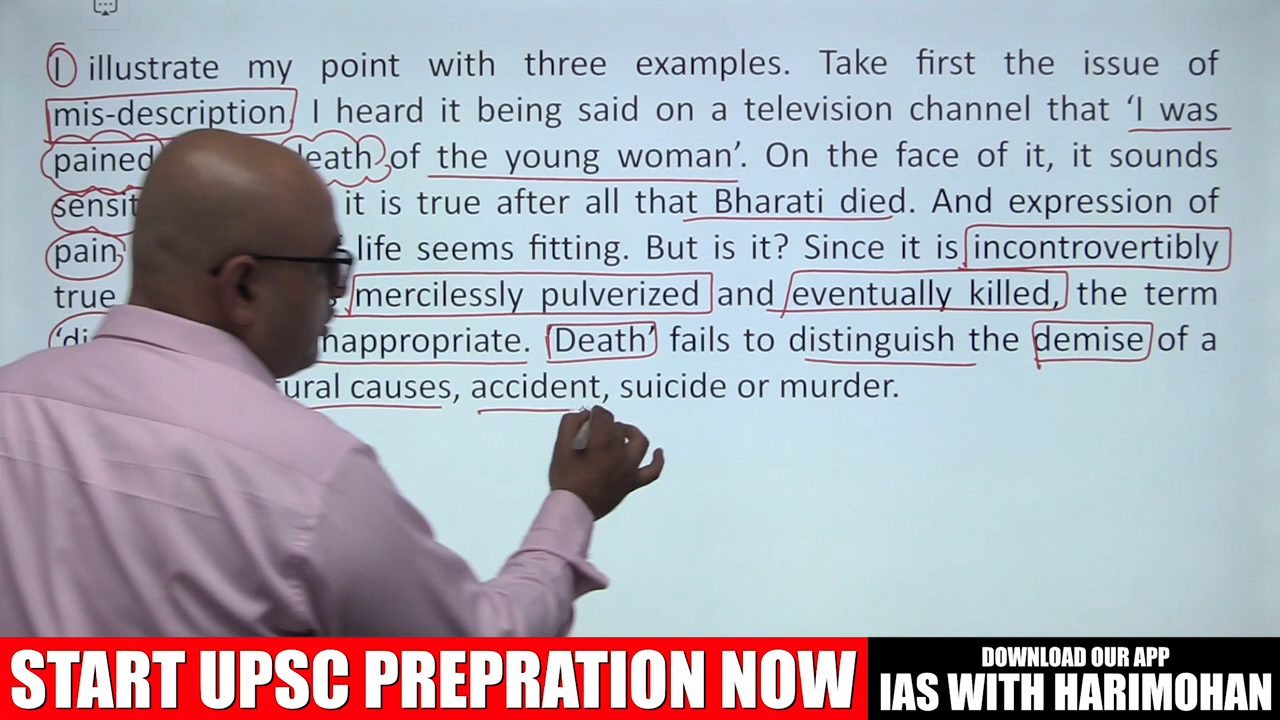 I illustrate my point with three examples. Take first the issue of
mis-description I heard it being said on a television channel that ‘I was
pained death of the young woman’. On the face of it, it sounds
it is true after all that Bharati died. And expression of
pain life seems fitting. But is it? Since it is incontrovertibly
true mercilessly pulverized and eventually killed, the term
inappropriate. Death’ fails to distinguish the demise of a
causes, accident, suicide or murder.
START UPSC PREPRATION NOW
DOWNLOAD OUR APP
IAS WITH HARIMOHAN